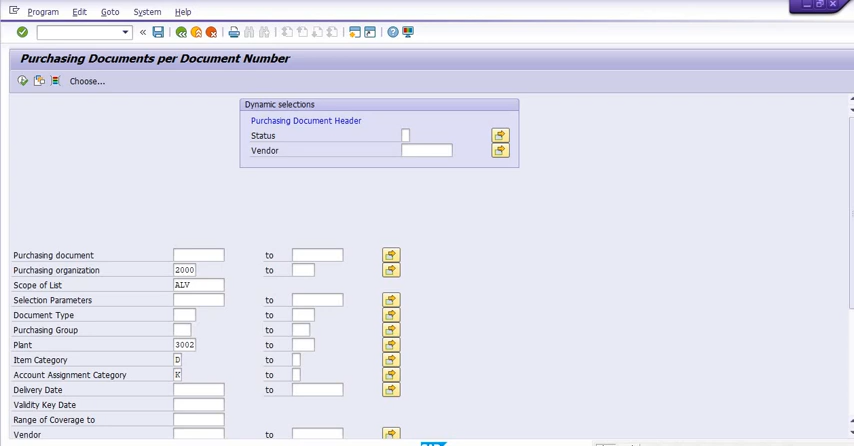 Program Edit Goto System Help
«
Purchasing Documents per Document Number
Choose...
Dynamic selections
Purchasing Document Header
Status
Vendor
Purchasing document to
Purchasing organization 2000 to
Scope of List ALV
Selection Parameters to
Document Type to
Purchasing Group to
Plant 3002 to
Item Category D to
Account Assignment Category K to
Delivery Date to
Validity Key Date
Range of Coverage to
Vendor to